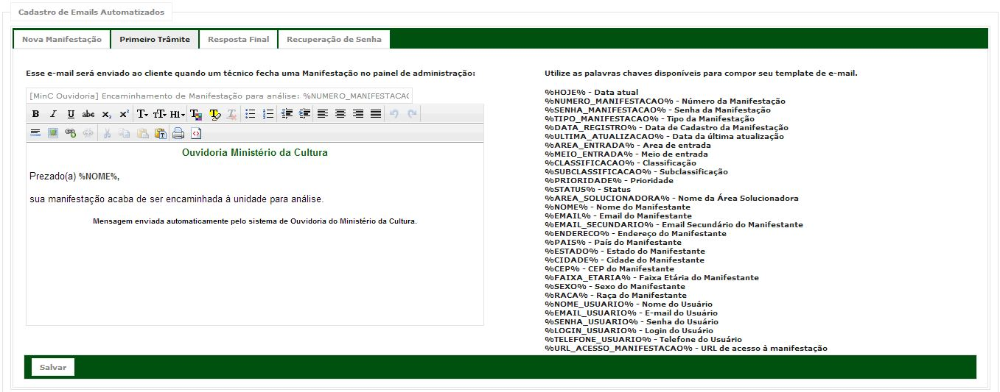 Cadastro de Emails Automatizados
Nova Manifestação
Primeiro Trâmite
Resposta Final
Recuperação de Senha
Esse e-mail será enviado ao cliente quando um técnico fecha uma Manifestação no painel de administração:
[MinC Ouvidoria] Encaminhamento de Manifestação para análise: %NUMERO_MANIFESTACAO
Ouvidoria Ministério da Cultura
Prezado(a) %NOME%,
sua manifestação acaba de ser encaminhada à unidade para análise.
Mensagem enviada automaticamente pelo sistema de Ouvidoria do Ministério da Cultura.
Utilize as palavras chaves disponíveis para compor seu template de e-mail.
%HOJE% - Data atual
%NUMERO_MANIFESTACAO% - Número da Manifestação
%SENHA_MANIFESTACAO% - Senha da Manifestação
%TIPO_MANIFESTACAO% - Tipo da Manifestação
%DATA_REGISTRO% - Data de Cadastro da Manifestação
%ULTIMA_ATUALIZACAO% - Data da última atualização
%AREA_ENTRADA% - Area de entrada
%MEIO_ENTRADA% - Meio de entrada
%CLASSIFICACAO% - Classificação
%SUBCLASSIFICACAO% - Subclassificação
%PRIORIDADE% - Prioridade
%STATUS% - Status
%AREA_SOLUCIONADORA% - Nome da Área Solucionadora
%NOME% - Nome do Manifestante
%EMAIL% - Email do Manifestante
%EMAIL_SECUNDARIO% - Email Secundário do Manifestante
%ENDERECO% - Endereço do Manifestante
%PAIS% - País do Manifestante
%ESTADO% - Estado do Manifestante
%CIDADE% - Cidade do Manifestante
%CEP% - CEP do Manifestante
%FAIXA_ETARIA% - Faixa Etária do Manifestante
%SEXO% - Sexo do Manifestante
%RACA% - Raça do Manifestante
%NOME_USUARIO% - Nome do Usuário
%EMAIL_USUARIO% - E-mail do Usuário
%SENHA_USUARIO% - Senha do Usuário
%LOGIN_USUARIO% - Login do Usuário
%TELEFONE_USUARIO% - Telefone do Usuário
%URL_ACESSO_MANIFESTACAO% - URL de acesso à manifestação
Salvar